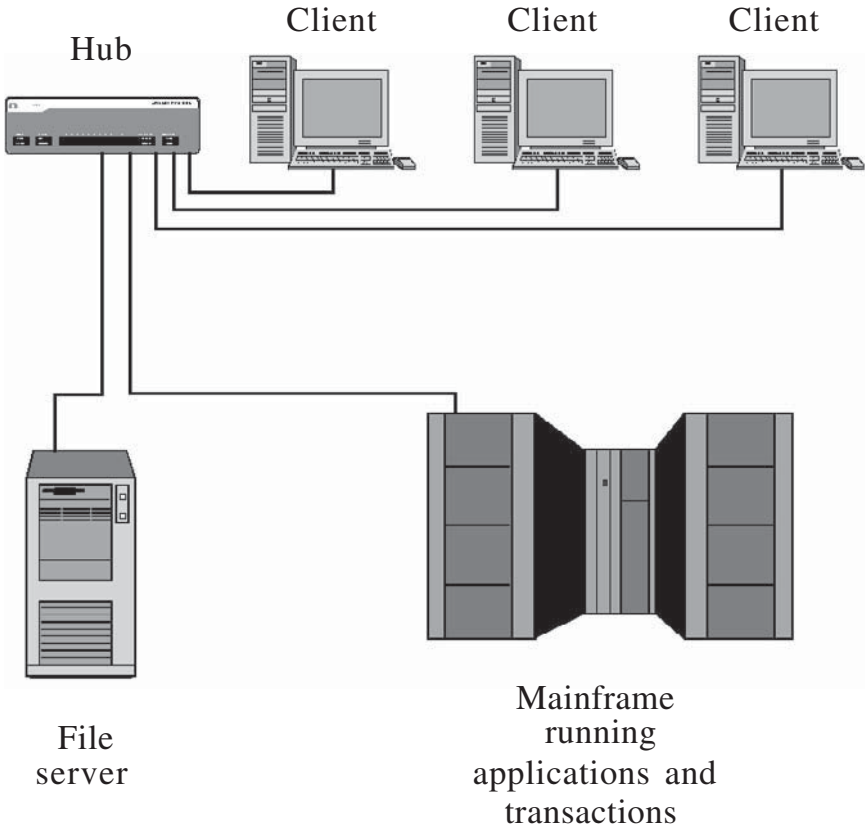 Client
Client
Client
Hub
File
server
Mainframe
running
applications and
transactions